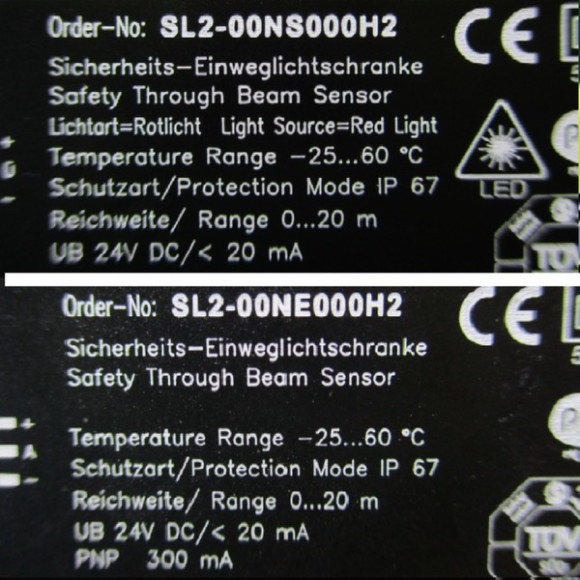 Order-No: SL2-00NS000H2
Sicherheits-Einweglichtschranke
Safety Through Beam Sensor
Lichtart=Rotlicht Light Source=Red Light
Temperature Range -25...60 °C
Schutzart/Protection Mode IP 67
Reichweite/ Range 0...20 m
UB 24V DC/< 20 mA
CE
LED
TÜV
Order-No: SL2-00NE000H2
Sicherheits-Einweglichtschranke
Safety Through Beam Sensor
Temperature Range -25...60 °C
Schutzart/Protection Mode IP 67
Reichweite/ Range 0...20 m
UB 24V DC/< 20 mA
PNP 300 mA
CE
+
A
-
TÜV
SÜD